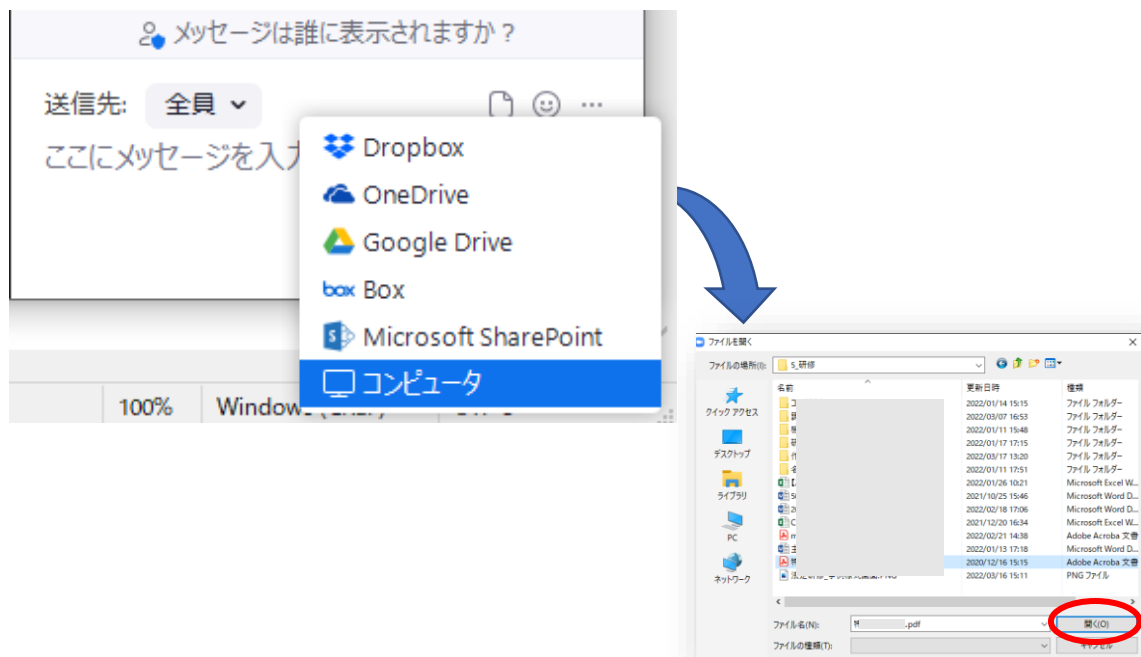 メッセージは誰に表示されますか？
送信先: 全員
ここにメッセージを入力
Dropbox
OneDrive
Google Drive
box Box
Microsoft SharePoint
コンピュータ
100% Windows
ファイルを開く
ファイルの場所(I): 5_研修
名前 更新日時 種類
2022/01/14 15:15 ファイル フォルダー
2022/03/07 16:53 ファイル フォルダー
2022/01/11 15:48 ファイル フォルダー
2022/01/17 17:15 ファイル フォルダー
2022/03/17 13:20 ファイル フォルダー
2022/01/11 17:51 ファイル フォルダー
2022/01/26 10:21 Microsoft Excel W...
2021/10/25 15:46 Microsoft Word D...
2022/02/18 17:06 Microsoft Word D...
2021/12/20 16:34 Microsoft Excel W...
2022/02/21 14:38 Adobe Acroba 文書
2022/01/13 17:18 Microsoft Word D...
2020/12/16 15:15 Adobe Acroba 文書
2022/03/16 15:11 PNG ファイル
クイック アクセス
デスクトップ
ライブラリ
PC
ネットワーク
ファイル名(N): .pdf 開く(O)
ファイルの種類(T): キャンセル